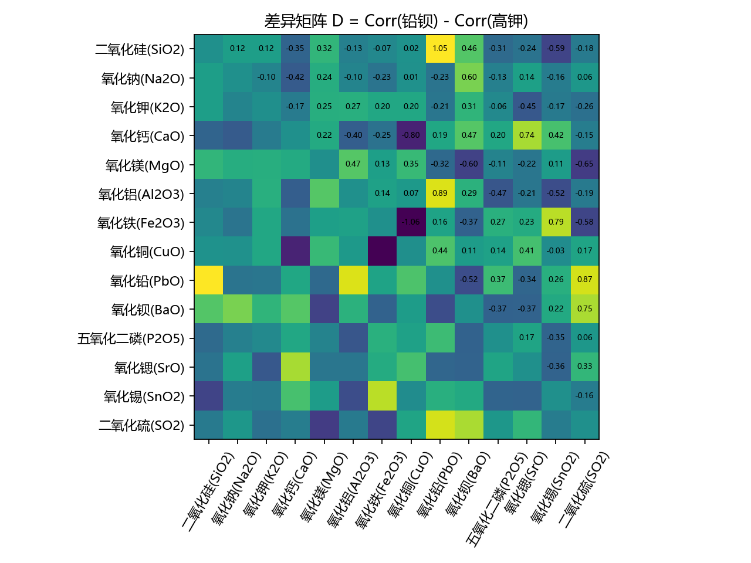 差异矩阵 D = Corr(铅钡) - Corr(高钾)
二氧化硅(SiO2) 0.12 0.12 -0.35 0.32 -0.13 -0.07 0.02 1.05 0.46 -0.31 -0.24 -0.59 -0.18
氧化钠(Na2O) -0.10 -0.42 0.24 -0.10 -0.23 0.01 -0.23 0.60 -0.13 0.14 -0.16 0.06
氧化钾(K2O) -0.17 0.25 0.27 0.20 0.20 -0.21 0.31 -0.06 -0.45 -0.17 -0.26
氧化钙(CaO) 0.22 -0.40 -0.25 -0.80 0.19 0.47 0.20 0.74 0.42 -0.15
氧化镁(MgO) 0.47 0.13 0.35 -0.32 -0.60 -0.11 -0.22 0.11 -0.65
氧化铝(Al2O3) 0.14 0.07 0.89 0.29 -0.47 -0.21 -0.52 -0.19
氧化铁(Fe2O3) -1.06 0.16 -0.37 0.27 0.23 0.79 -0.58
氧化铜(CuO) 0.44 0.11 0.14 0.41 -0.03 0.17
氧化铅(PbO) -0.52 0.37 -0.34 0.26 0.87
氧化钡(BaO) -0.37 -0.37 0.22 0.75
五氧化二磷(P2O5) 0.17 -0.35 0.06
氧化锶(SrO) -0.36 0.33
氧化锡(SnO2) -0.16
二氧化硫(SO2)
二氧化硅(SiO2)
氧化钠(Na2O)
氧化钾(K2O)
氧化钙(CaO)
氧化镁(MgO)
氧化铝(Al2O3)
氧化铁(Fe2O3)
氧化铜(CuO)
氧化铅(PbO)
氧化钡(BaO)
五氧化二磷(P2O5)
氧化锶(SrO)
氧化锡(SnO2)
二氧化硫(SO2)